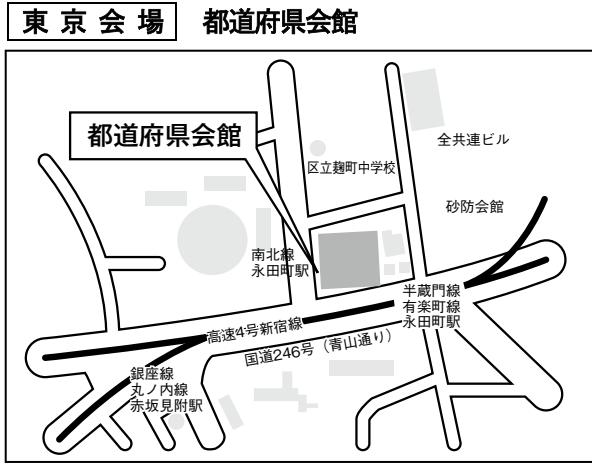 東京会場 都道府県会館
都道府県会館
全共連ビル
区立麹町中学校
砂防会館
南北線
永田町駅
半蔵門線
有楽町線
永田町駅
高速4号新宿線
国道246号（青山通り）
銀座線
丸ノ内線
赤坂見附駅